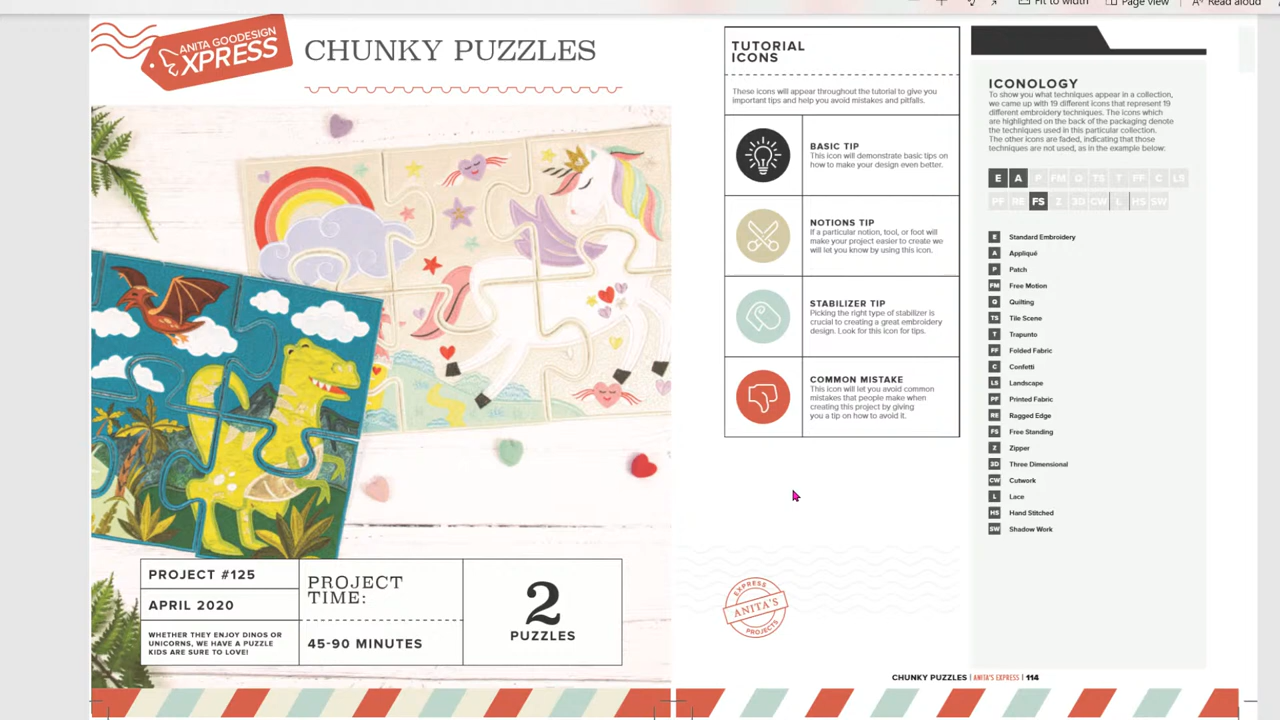 Fit to width
Page view
Read aloud
ANITA GOODESIGN
XPRESS
CHUNKY PUZZLES
PROJECT #125
APRIL 2020
WHETHER THEY ENJOY DINOS OR
UNICORNS, WE HAVE A PUZZLE
KIDS ARE SURE TO LOVE!
PROJECT
TIME:
45-90 MINUTES
2
PUZZLES
TUTORIAL
ICONS
These icons will appear throughout the tutorial to give you
important tips and help you avoid mistakes and pitfalls.
BASIC TIP
This icon will demonstrate basic tips on
how to make your design even better.
NOTIONS TIP
If a particular notion, tool, or foot will
make your project easier to create we
will let you know by using this icon.
STABILIZER TIP
Picking the right type of stabilizer is
crucial to creating a great embroidery
design. Look for this icon for tips.
COMMON MISTAKE
This icon will let you avoid common
mistakes that people make when
creating this project by giving
you a tip on how to avoid it.
EXPRESS
ANITA'S
PROJECTS
ICONOLOGY
To show you what techniques appear in a collection,
we came up with 19 different icons that represent 19
different embroidery techniques. The icons which
are highlighted on the back of the packaging denote
the techniques used in this particular collection.
The other icons are faded, indicating that those
techniques are not used, as in the example below:
E A P FM Q TS T FF C LS
PF RE FS Z 3D CW L HS SW
E Standard Embroidery
A Appliqué
P Patch
FM Free Motion
Q Quilting
TS Tile Scene
T Trapunto
FF Folded Fabric
C Confetti
LS Landscape
PF Printed Fabric
RE Ragged Edge
FS Free Standing
Z Zipper
3D Three Dimensional
CW Cutwork
L Lace
HS Hand Stitched
SW Shadow Work
CHUNKY PUZZLES | ANITA'S EXPRESS | 114